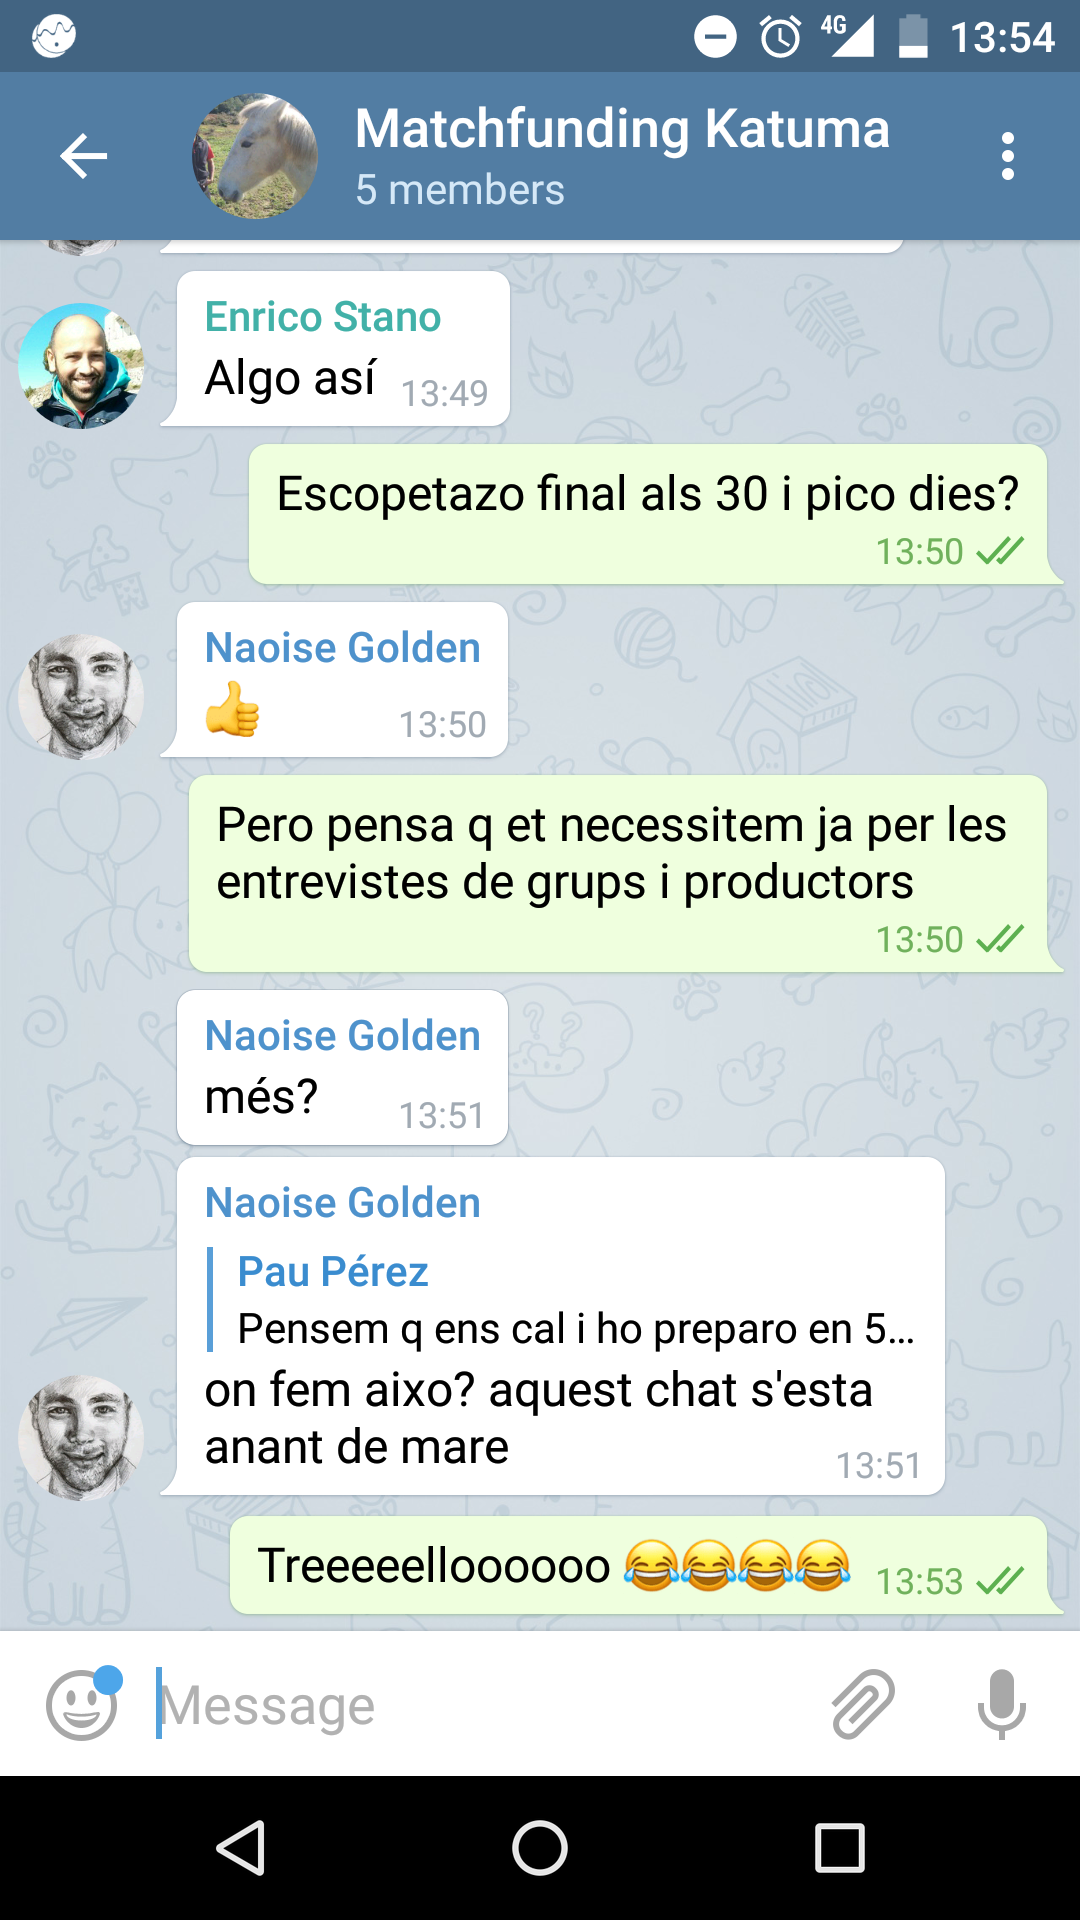 4G 13:54
Matchfunding Katuma
5 members
Enrico Stano
Algo así 13:49
Escopetazo final als 30 i pico dies?
13:50
Naoise Golden
👍 13:50
Pero pensa q et necessitem ja per les
entrevistes de grups i productors
13:50
Naoise Golden
més? 13:51
Naoise Golden
Pau Pérez
Pensem q ens cal i ho preparo en 5...
on fem aixo? aquest chat s'esta
anant de mare 13:51
Treeeeelloooooo 😂😂😂😂 13:53
Message